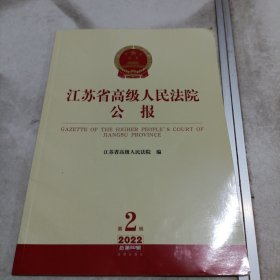 江苏省高级人民法院
公报
GAZETTE OF THE HIGHER PEOPLE'S COURT OF
JIANGSU PROVINCE
江苏省高级人民法院 编
第2辑
2022